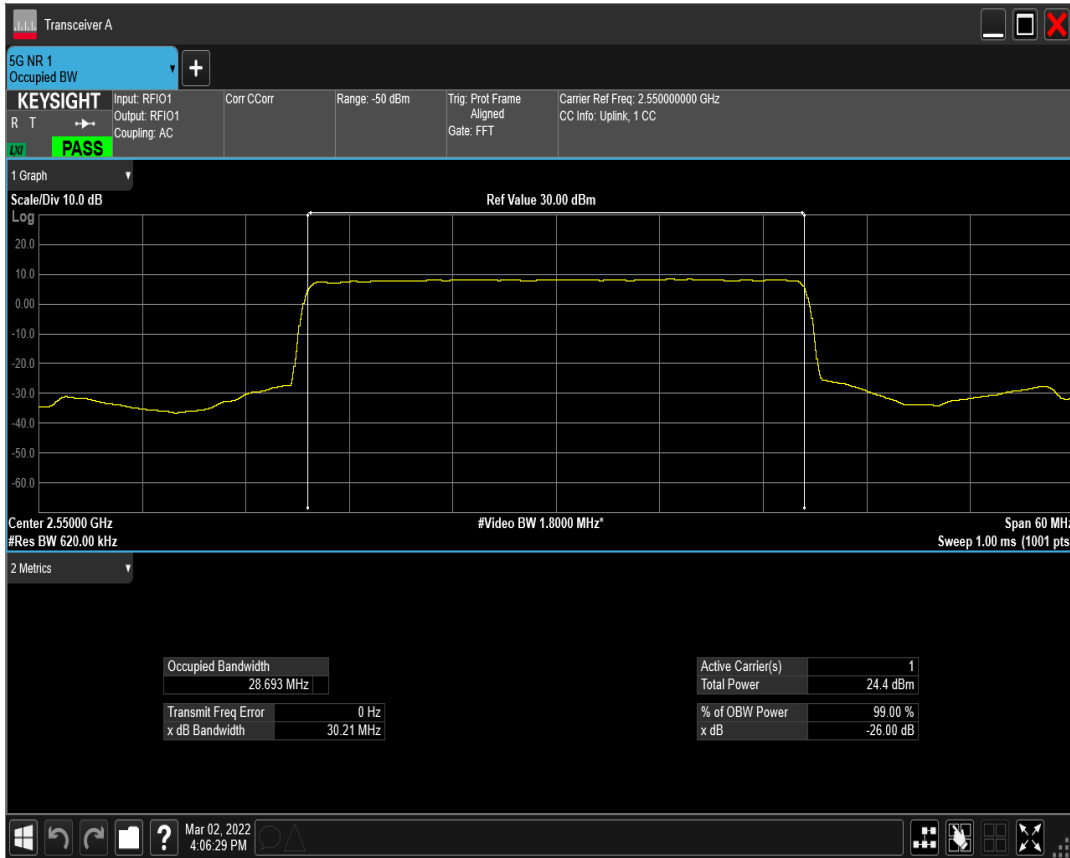 Transceiver A
5G NR 1
Occupied BW
+
KEYSIGHT
R T
LXI
PASS
Input: RFIO1
Output: RFIO1
Coupling: AC
Corr CCorr
Range: -50 dBm
Trig: Prot Frame
Aligned
Gate: FFT
Carrier Ref Freq: 2.550000000 GHz
CC Info: Uplink, 1 CC
1 Graph
Scale/Div 10.0 dB
Ref Value 30.00 dBm
Log
20.0
10.0
0.00
-10.0
-20.0
-30.0
-40.0
-50.0
-60.0
Center 2.55000 GHz
#Video BW 1.8000 MHz*
Span 60 MHz
#Res BW 620.00 kHz
Sweep 1.00 ms (1001 pts
2 Metrics
Occupied Bandwidth
28.693 MHz
Transmit Freq Error 0 Hz
x dB Bandwidth 30.21 MHz
Active Carrier(s) 1
Total Power 24.4 dBm
% of OBW Power 99.00 %
x dB -26.00 dB
?
Mar 02, 2022
4:06:29 PM